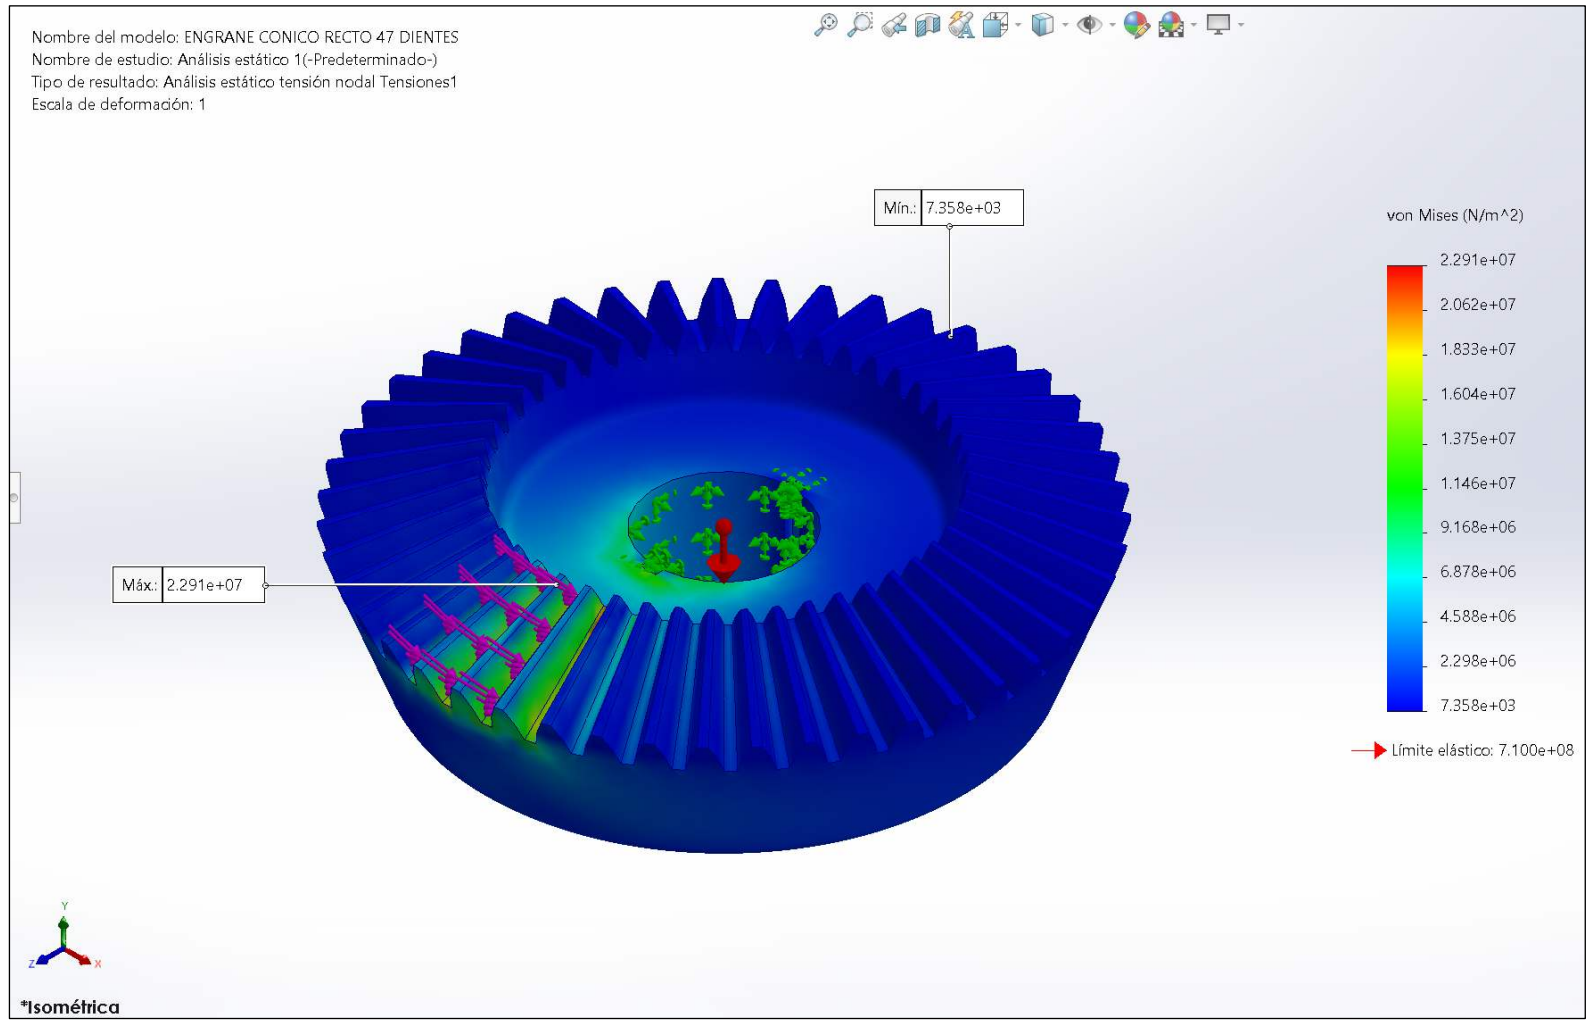 Nombre del modelo: ENGRANE CONICO RECTO 47 DIENTES
Nombre de estudio: Análisis estático 1(-Predeterminado-)
Tipo de resultado: Análisis estático tensión nodal Tensiones1
Escala de deformación: 1
Mín.: 7.358e+03
von Mises (N/m^2)
2.291e+07
2.062e+07
1.833e+07
1.604e+07
1.375e+07
1.146e+07
9.168e+06
6.878e+06
4.588e+06
2.298e+06
7.358e+03
Límite elástico: 7.100e+08
Máx.: 2.291e+07
Y
Z
X
*Isométrica